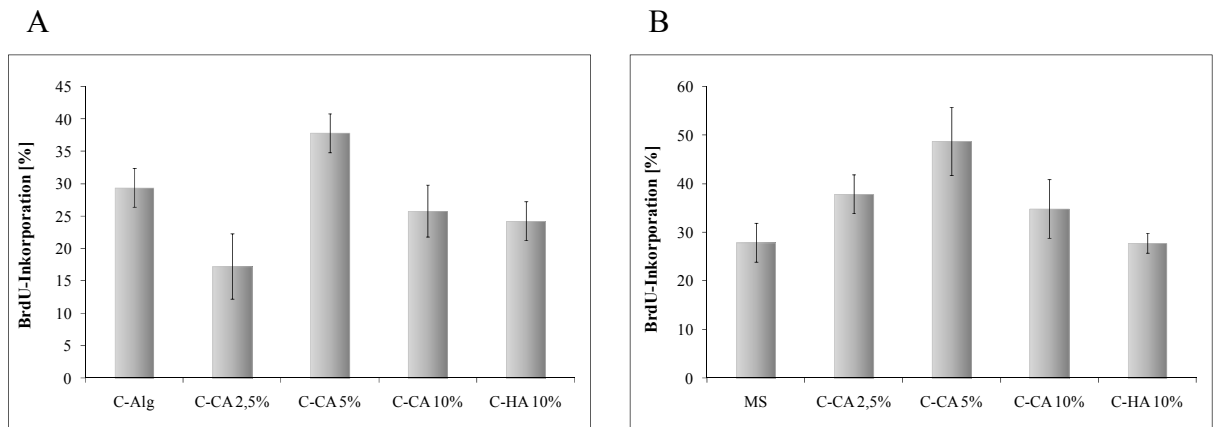 A
BrdU-Inkorporation [%]
45
40
35
30
25
20
15
10
5
0
C-Alg C-CA 2,5% C-CA 5% C-CA 10% C-HA 10%
B
BrdU-Inkorporation [%]
60
50
40
30
20
10
0
MS C-CA 2,5% C-CA 5% C-CA 10% C-HA 10%